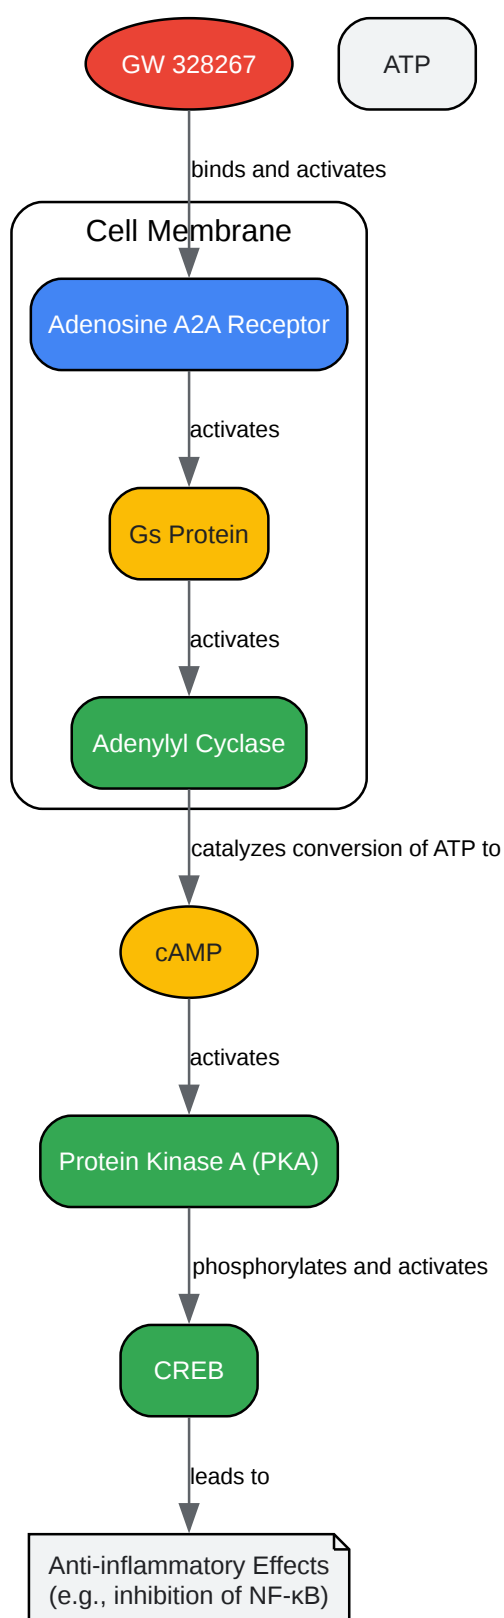 GW 328267
ATP
binds and activates
Cell Membrane
Adenosine A2A Receptor
activates
Gs Protein
activates
Adenylyl Cyclase
catalyzes conversion of ATP to
cAMP
activates
Protein Kinase A (PKA)
phosphorylates and activates
CREB
leads to
Anti-inflammatory Effects
(e.g., inhibition of NF-κB)